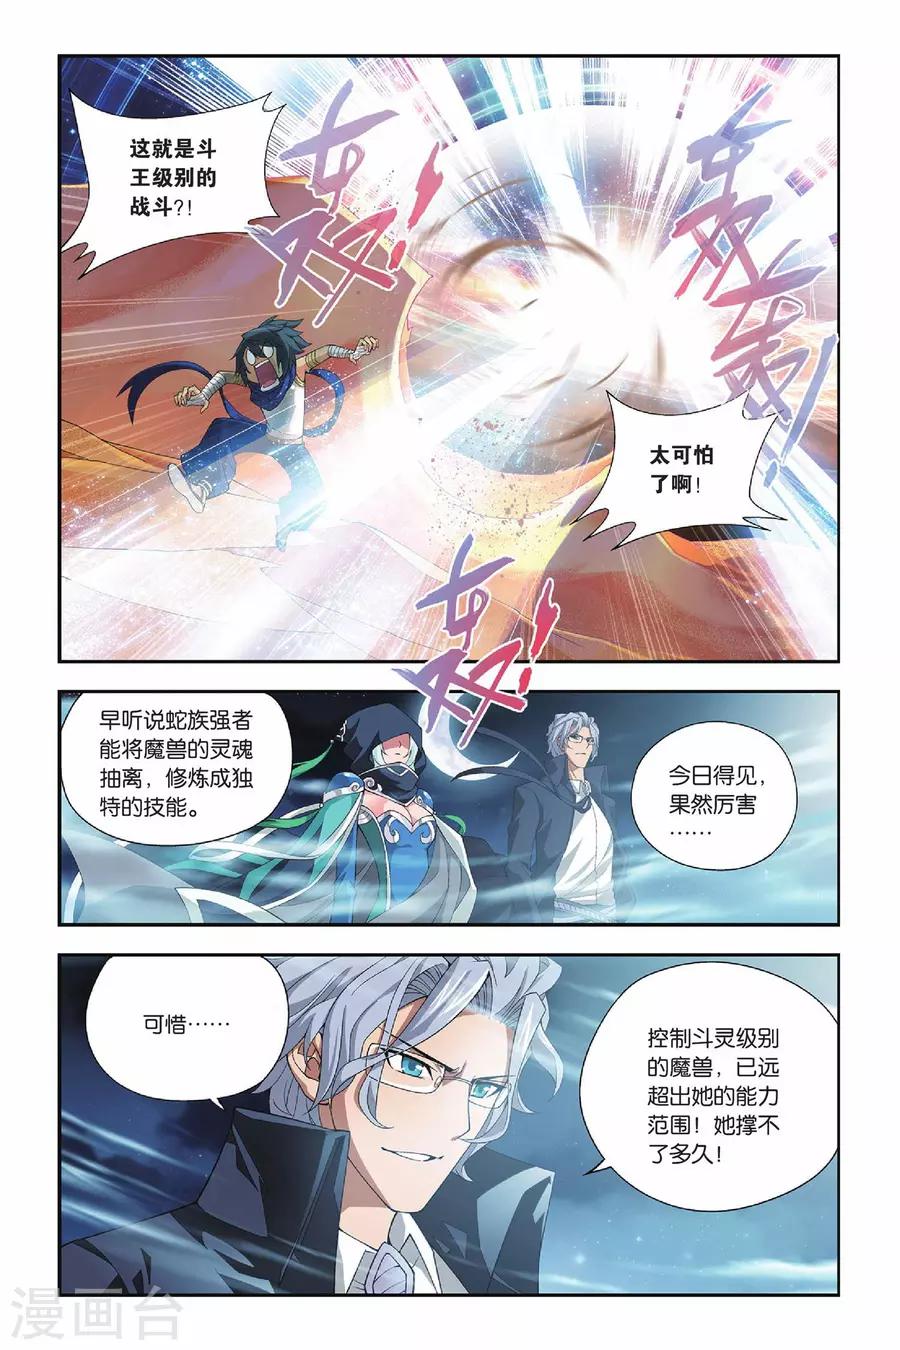 这就是斗
王级别的
战斗?!
轰!
轰轰!!
太可怕
了啊!
轰!
早听说蛇族强者
能将魔兽的灵魂
抽离，修炼成独
特的技能。
今日得见，
果然厉害
……
可惜……
控制斗灵级别
的魔兽，已远
超出她的能力
范围！她撑不
了多久！
漫画台